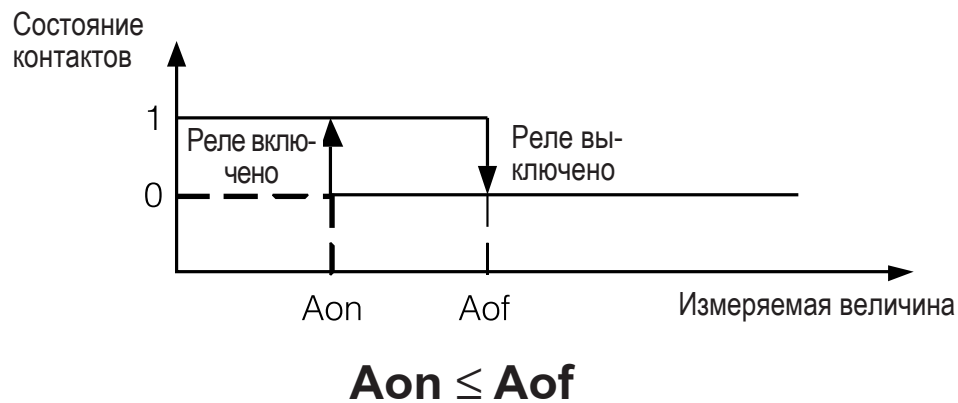 Состояние
контактов
1
Реле вклю-
чено
Реле вы-
ключено
0
Aon
Aof
Измеряемая величина
Aon ≤ Aof